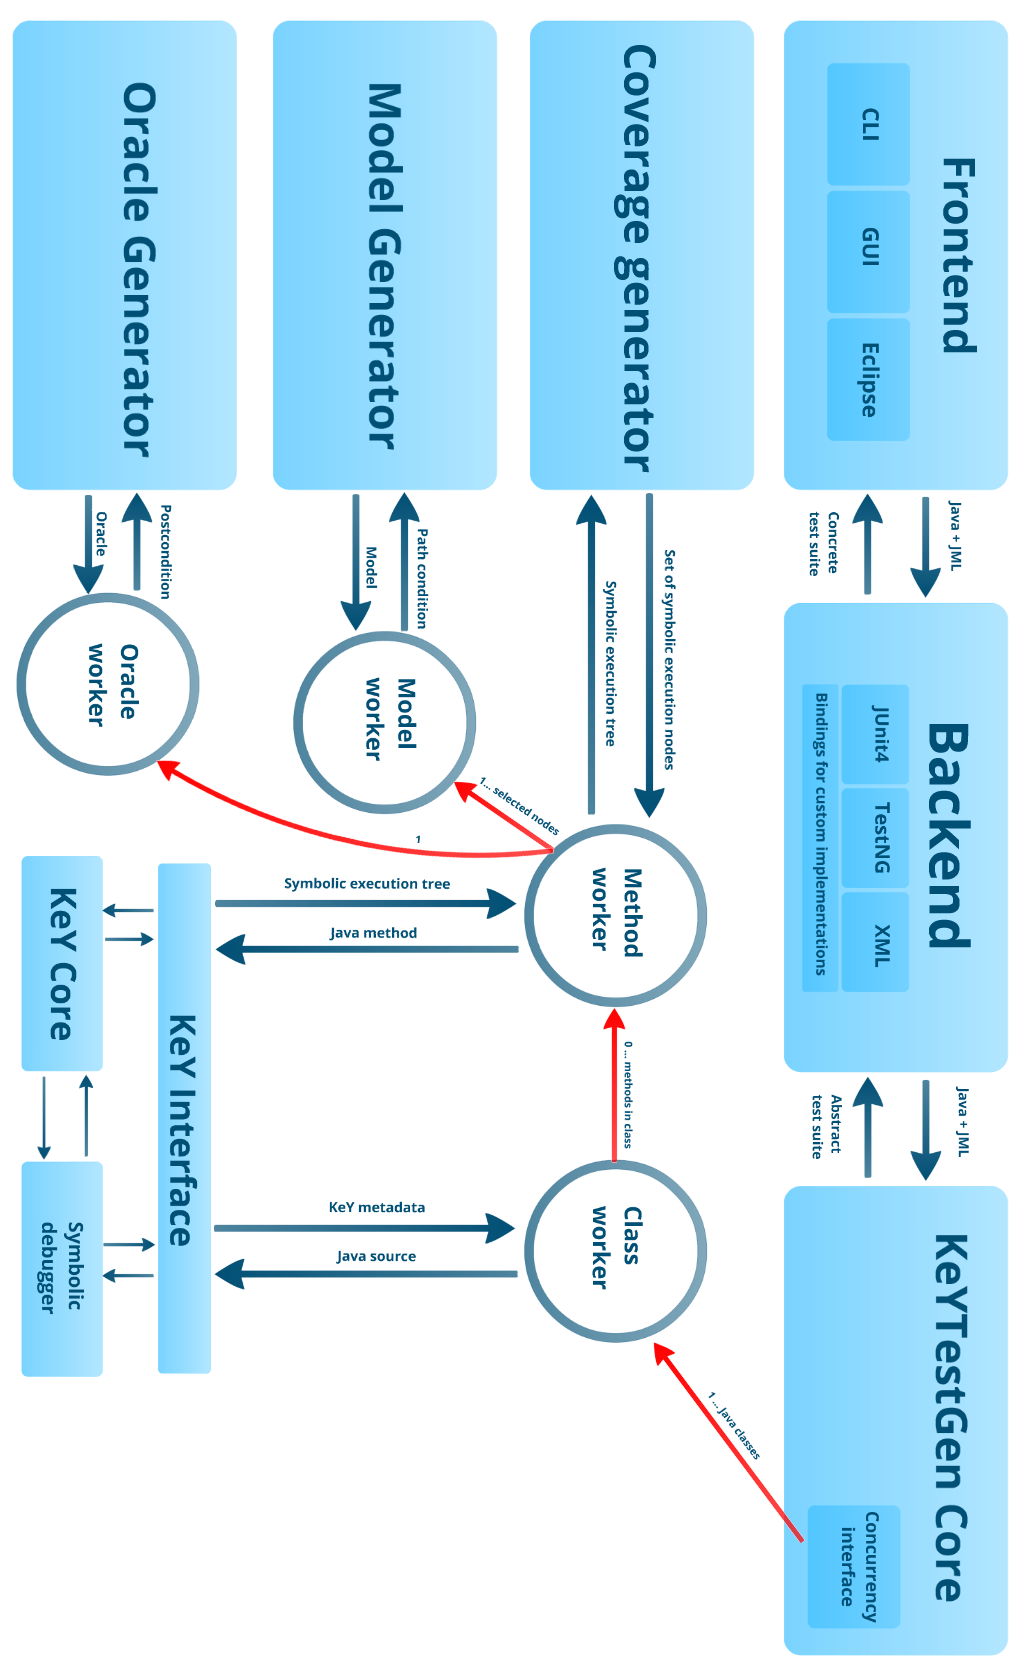 Frontend
CLI
GUI
Eclipse
Java + JML
Concrete
test suite
Backend
JUnit4
TestNG
XML
Bindings for custom implementations
Java + JML
Abstract
test suite
KeYTestGen Core
Concurrency
interface
1 ... Java classes
Coverage generator
Set of symbolic execution nodes
Symbolic execution tree
Method
worker
0 ... methods in class
Class
worker
Model Generator
Path condition
Model
Model
worker
1... selected nodes
Oracle Generator
Postcondition
Oracle
Oracle
worker
1
Symbolic execution tree
Java method
KeY metadata
Java source
KeY Interface
KeY Core
Symbolic
debugger